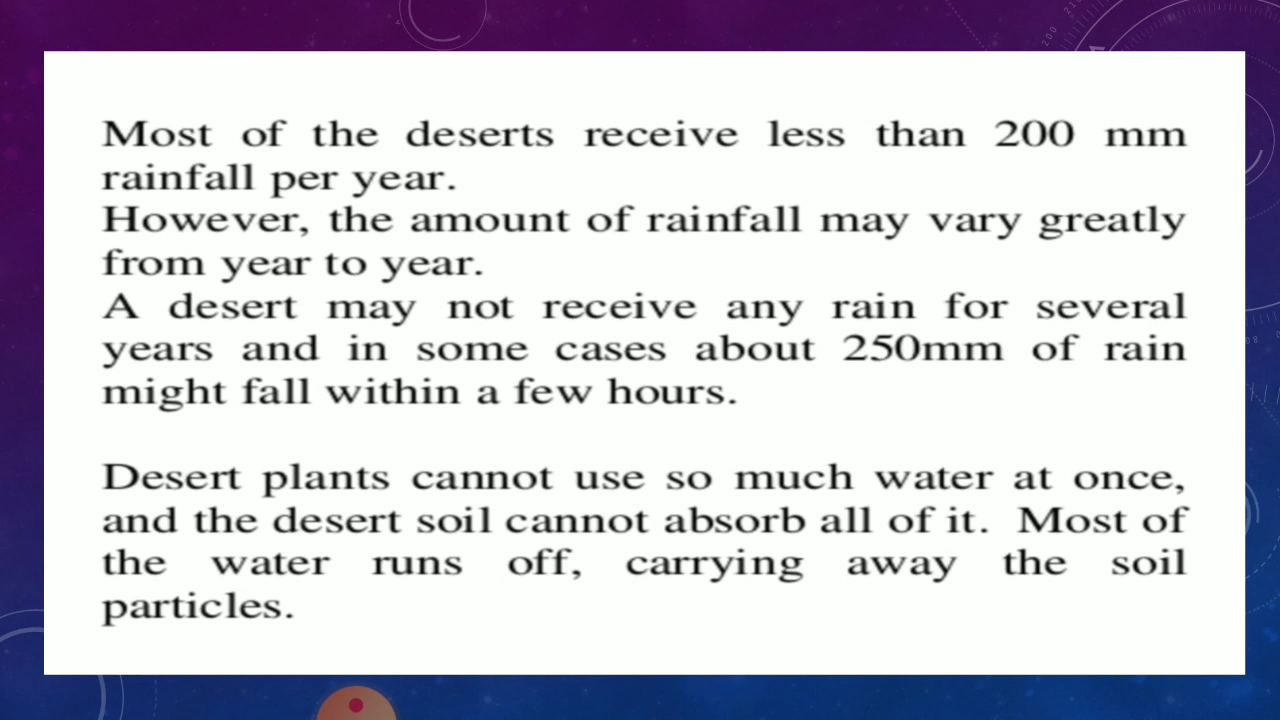 Most of the deserts receive less than 200 mm
rainfall per year.
However, the amount of rainfall may vary greatly
from year to year.
A desert may not receive any rain for several
years and in some cases about 250mm of rain
might fall within a few hours.
Desert plants cannot use so much water at once,
and the desert soil cannot absorb all of it. Most of
the water runs off, carrying away the soil
particles.
200